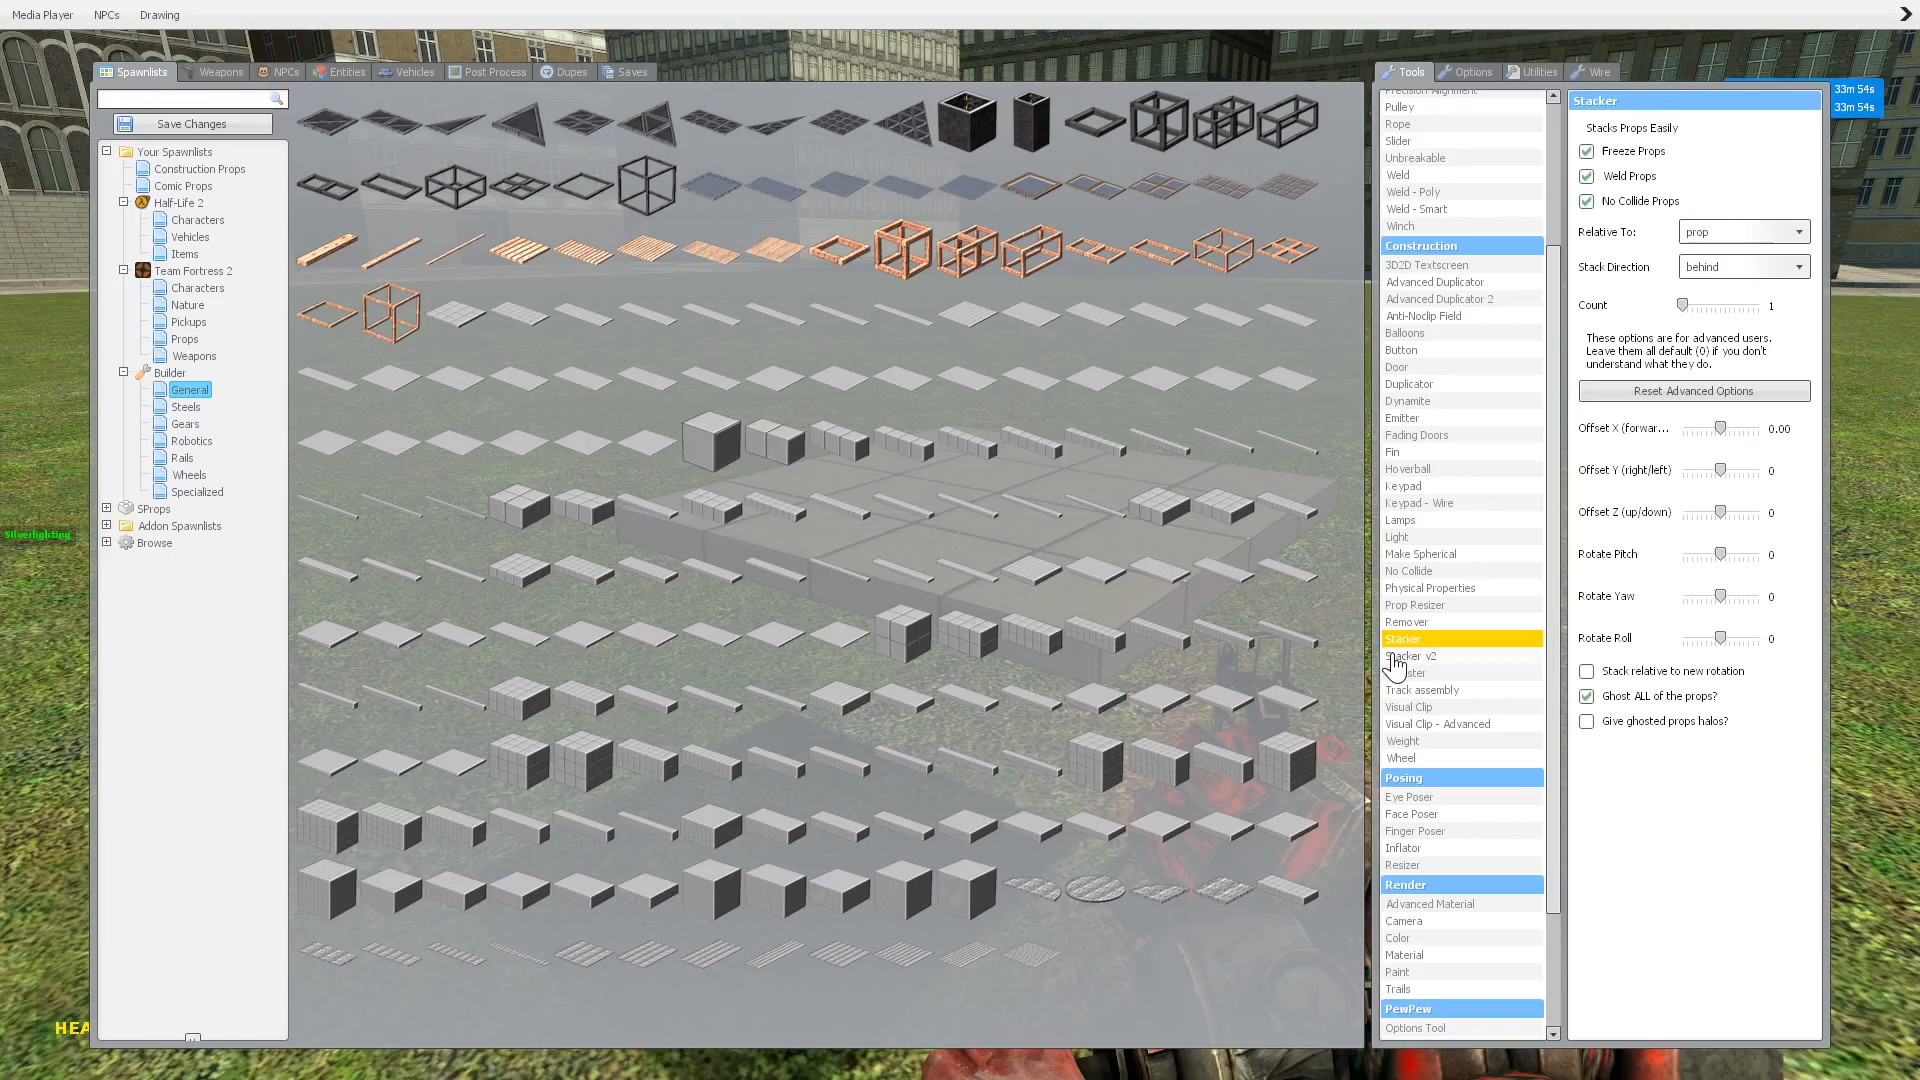 Media Player NPCs Drawing
Spawnlists Weapons NPCs Entities Vehicles Post Process Dupes Saves
Save Changes
Your Spawnlists
Construction Props
Comic Props
Half-Life 2
Characters
Vehicles
Items
Team Fortress 2
Characters
Nature
Pickups
Props
Weapons
Builder
General
Steels
Gears
Robotics
Rails
Wheels
Specialized
SProps
Addon Spawnlists
Browse
Silverlighting
HEA
Tools Options Utilities Wire
Precision Alignment
Pulley
Rope
Slider
Unbreakable
Weld
Weld - Poly
Weld - Smart
Winch
Construction
3D2D Textscreen
Advanced Duplicator
Advanced Duplicator 2
Anti-Noclip Field
Balloons
Button
Door
Duplicator
Dynamite
Emitter
Fading Doors
Fin
Hoverball
Keypad
Keypad - Wire
Lamps
Light
Make Spherical
No Collide
Physical Properties
Prop Resizer
Remover
Stacker
Stacker v2
Track assembly
Visual Clip
Visual Clip - Advanced
Weight
Wheel
Posing
Eye Poser
Face Poser
Finger Poser
Inflator
Resizer
Render
Advanced Material
Camera
Color
Material
Paint
Trails
PewPew
Options Tool
Stacker
Stacks Props Easily
Freeze Props
Weld Props
No Collide Props
Relative To: prop
Stack Direction behind
Count 1
These options are for advanced users.
Leave them all default (0) if you don't
understand what they do.
Reset Advanced Options
Offset X (forwar... 0.00
Offset Y (right/left) 0
Offset Z (up/down) 0
Rotate Pitch 0
Rotate Yaw 0
Rotate Roll 0
Stack relative to new rotation
Ghost ALL of the props?
Give ghosted props halos?
33m 54s
33m 54s